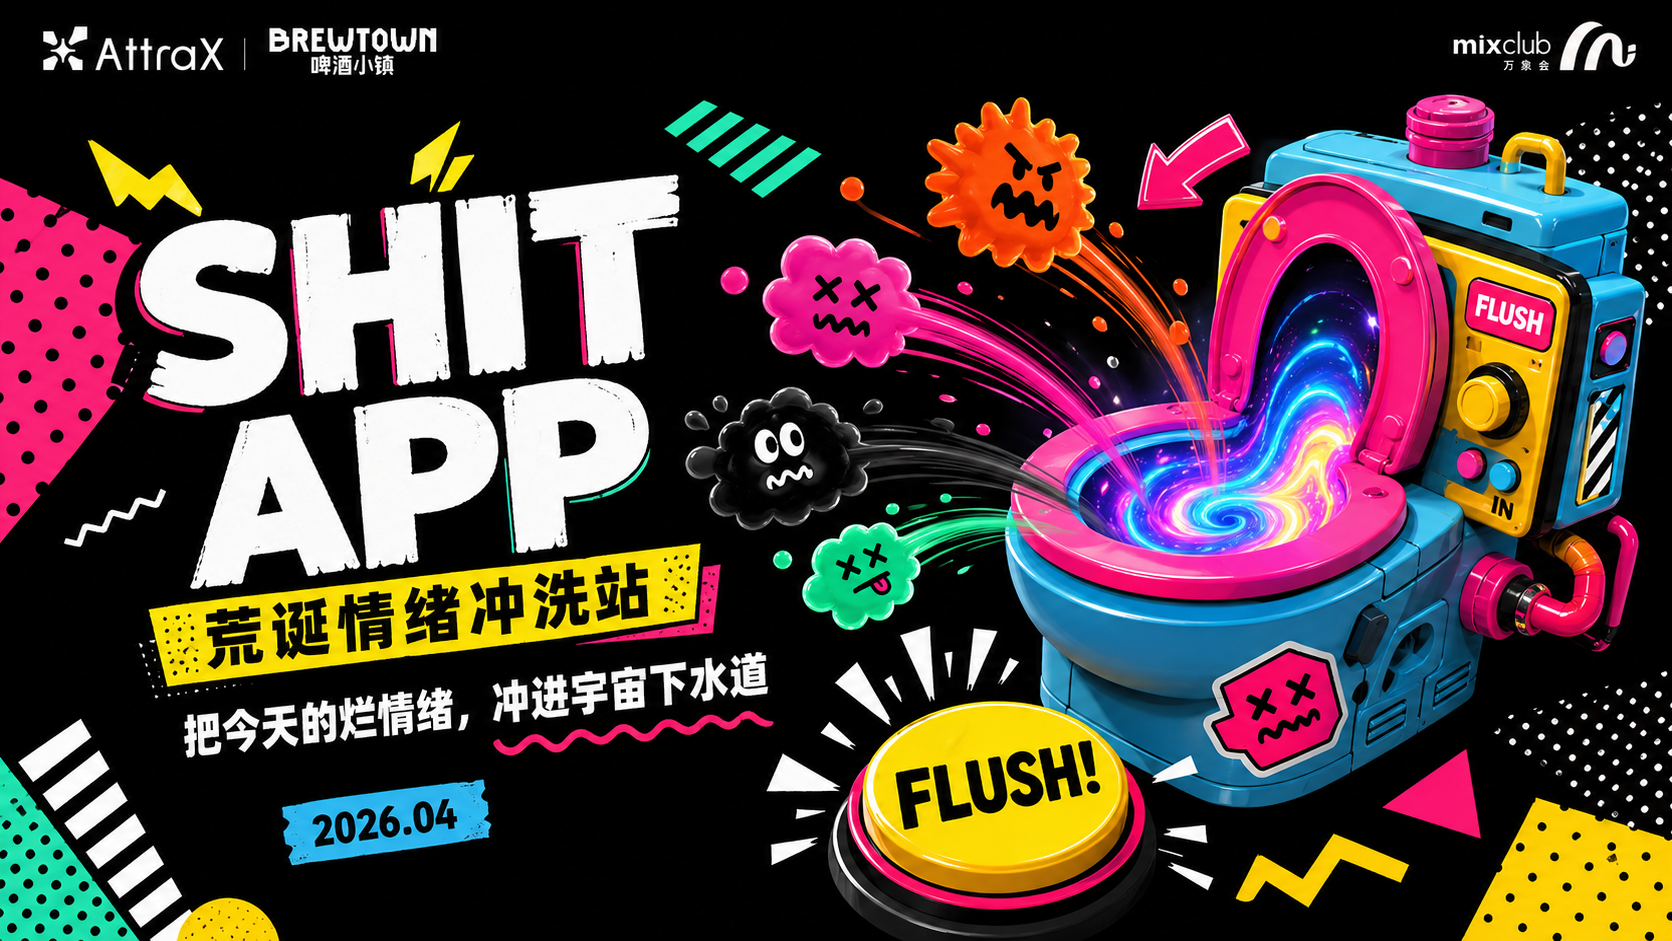 AttraX
BREWTOWN
啤酒小镇
mixclub
万象会
SHIT
APP
荒诞情绪冲洗站
把今天的烂情绪，冲进宇宙下水道
2026.04
FLUSH
IN
FLUSH!